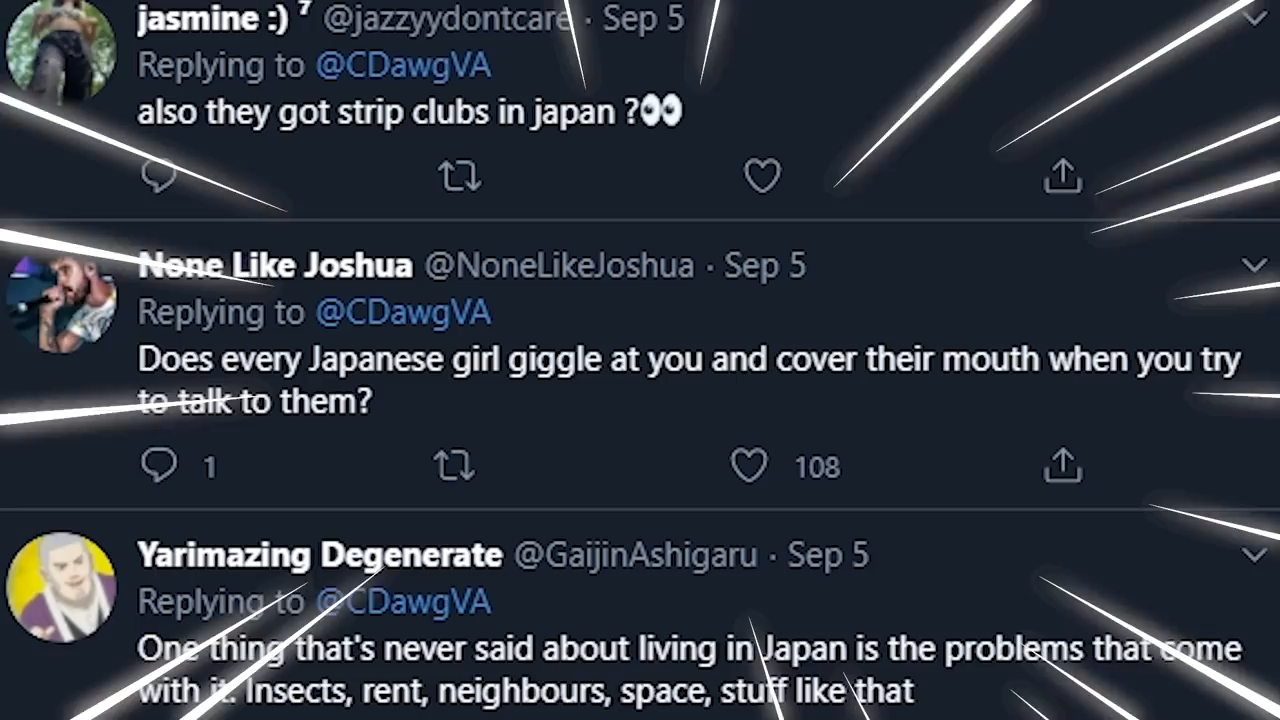 jasmine :) ⁷ @jazzyydontcare · Sep 5
Replying to @CDawgVA
also they got strip clubs in japan ?👀
None Like Joshua @NoneLikeJoshua · Sep 5
Replying to @CDawgVA
Does every Japanese girl giggle at you and cover their mouth when you try
to talk to them?
1 108
Yarimazing Degenerate @GaijinAshigaru · Sep 5
Replying to @CDawgVA
One thing that's never said about living in Japan is the problems that come
with it. Insects, rent, neighbours, space, stuff like that